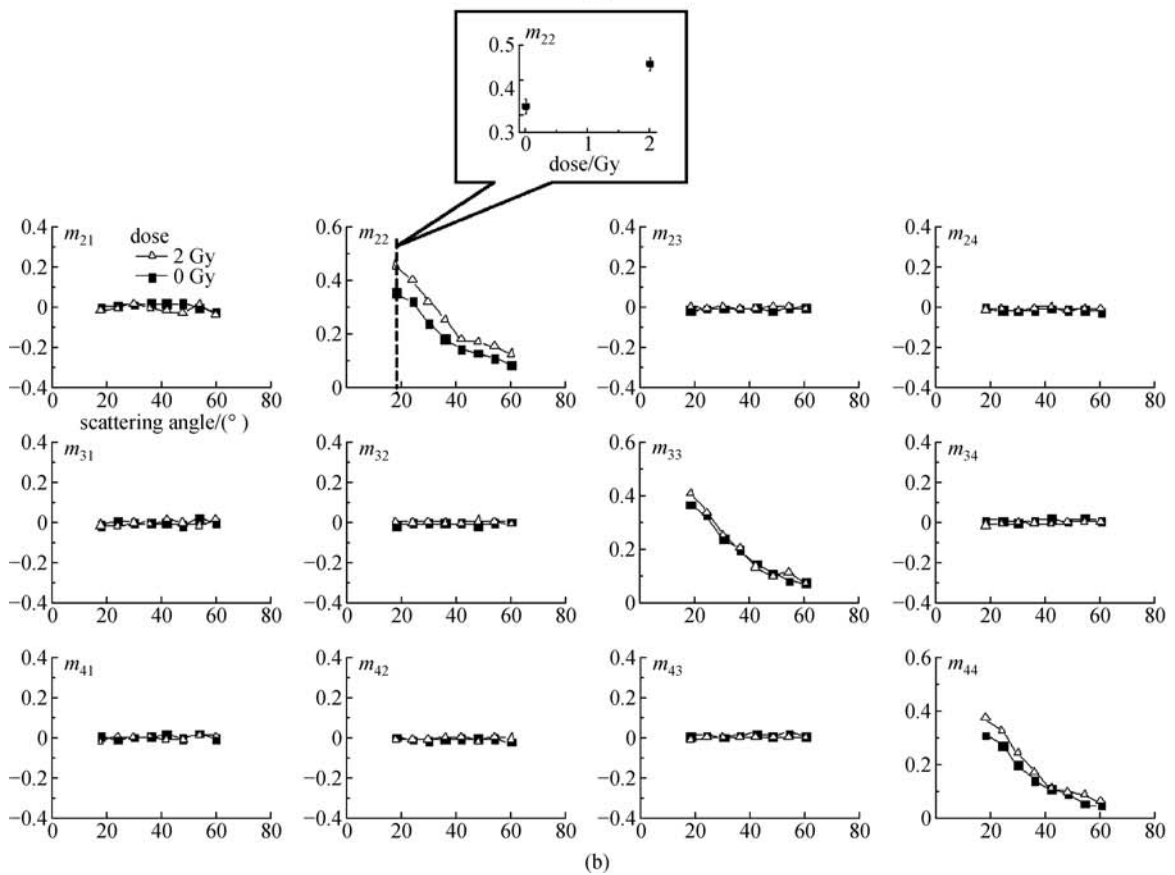 m22
0.5
0.4
0.3
0 1 2
dose/Gy
0.4 0.6 0.4 0.4
m21 dose m22 m23 m24
2 Gy
0 Gy
0.2 0.4 0.2 0.2
0 0 0
−0.2 0.2 −0.2 −0.2
−0.4 0 −0.4 −0.4
0 20 40 60 80 0 20 40 60 80 0 20 40 60 80 0 20 40 60 80
scattering angle/(° )
0.4 0.4 0.6 0.4
m31 m32 m33 m34
0.2 0.2 0.4 0.2
0 0 0
−0.2 −0.2 0.2 −0.2
−0.4 −0.4 0 −0.4
0 20 40 60 80 0 20 40 60 80 0 20 40 60 80 0 20 40 60 80
0.4 0.4 0.4 0.6
m41 m42 m43 m44
0.2 0.2 0.2 0.4
0 0 0
−0.2 −0.2 −0.2 0.2
−0.4 −0.4 −0.4 0
0 20 40 60 80 0 20 40 60 80 0 20 40 60 80 0 20 40 60 80
(b)